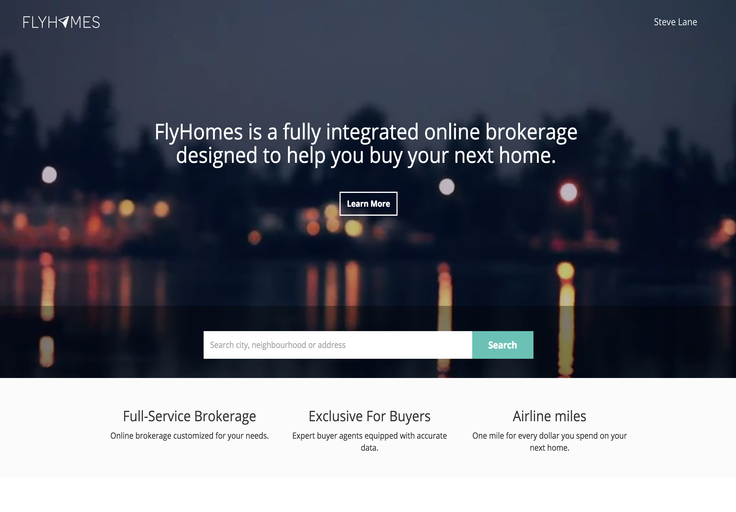 FLYHOMES
Steve Lane
FlyHomes is a fully integrated online brokerage
designed to help you buy your next home.
Learn More
Search city, neighbourhood or address
Search
Full-Service Brokerage
Online brokerage customized for your needs.
Exclusive For Buyers
Expert buyer agents equipped with accurate
data.
Airline miles
One mile for every dollar you spend on your
next home.